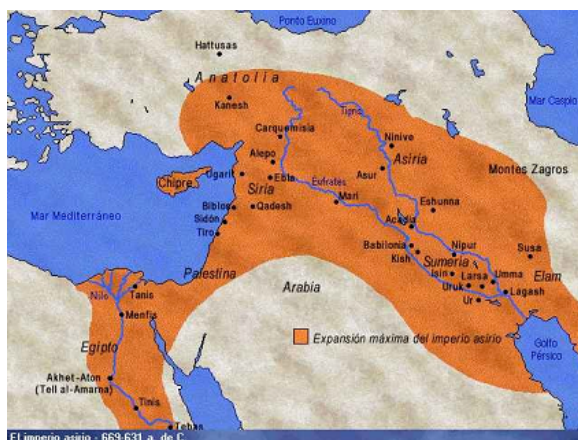 Ponto Euxino
Hattusas
Anatolia
Mar Caspio
Kanesh
Tigris
Carquemisia
Ninive
Asiria
Montes Zagros
Alepo
Asur
Ugarit
Ebla
Chipre
Siria
Eufrates
Mari
Eshunna
Biblos
Qadesh
Mar Mediterráneo
Sidón
Acadia
Tiro
Babilonia
Nipur
Susa
Kish
Sumeria
Palestina
Isin
Larsa
Umma
Elam
Nilo
Tanis
Arabia
Uruk
Lagash
Ur
Menfis
Expansión máxima del imperio asirio
Golfo
Pérsico
Egipto
Akhet-Aton
(Tell al-Amarna)
Tinis
Tebas
El imperio asirio - 669-631 a. de C.